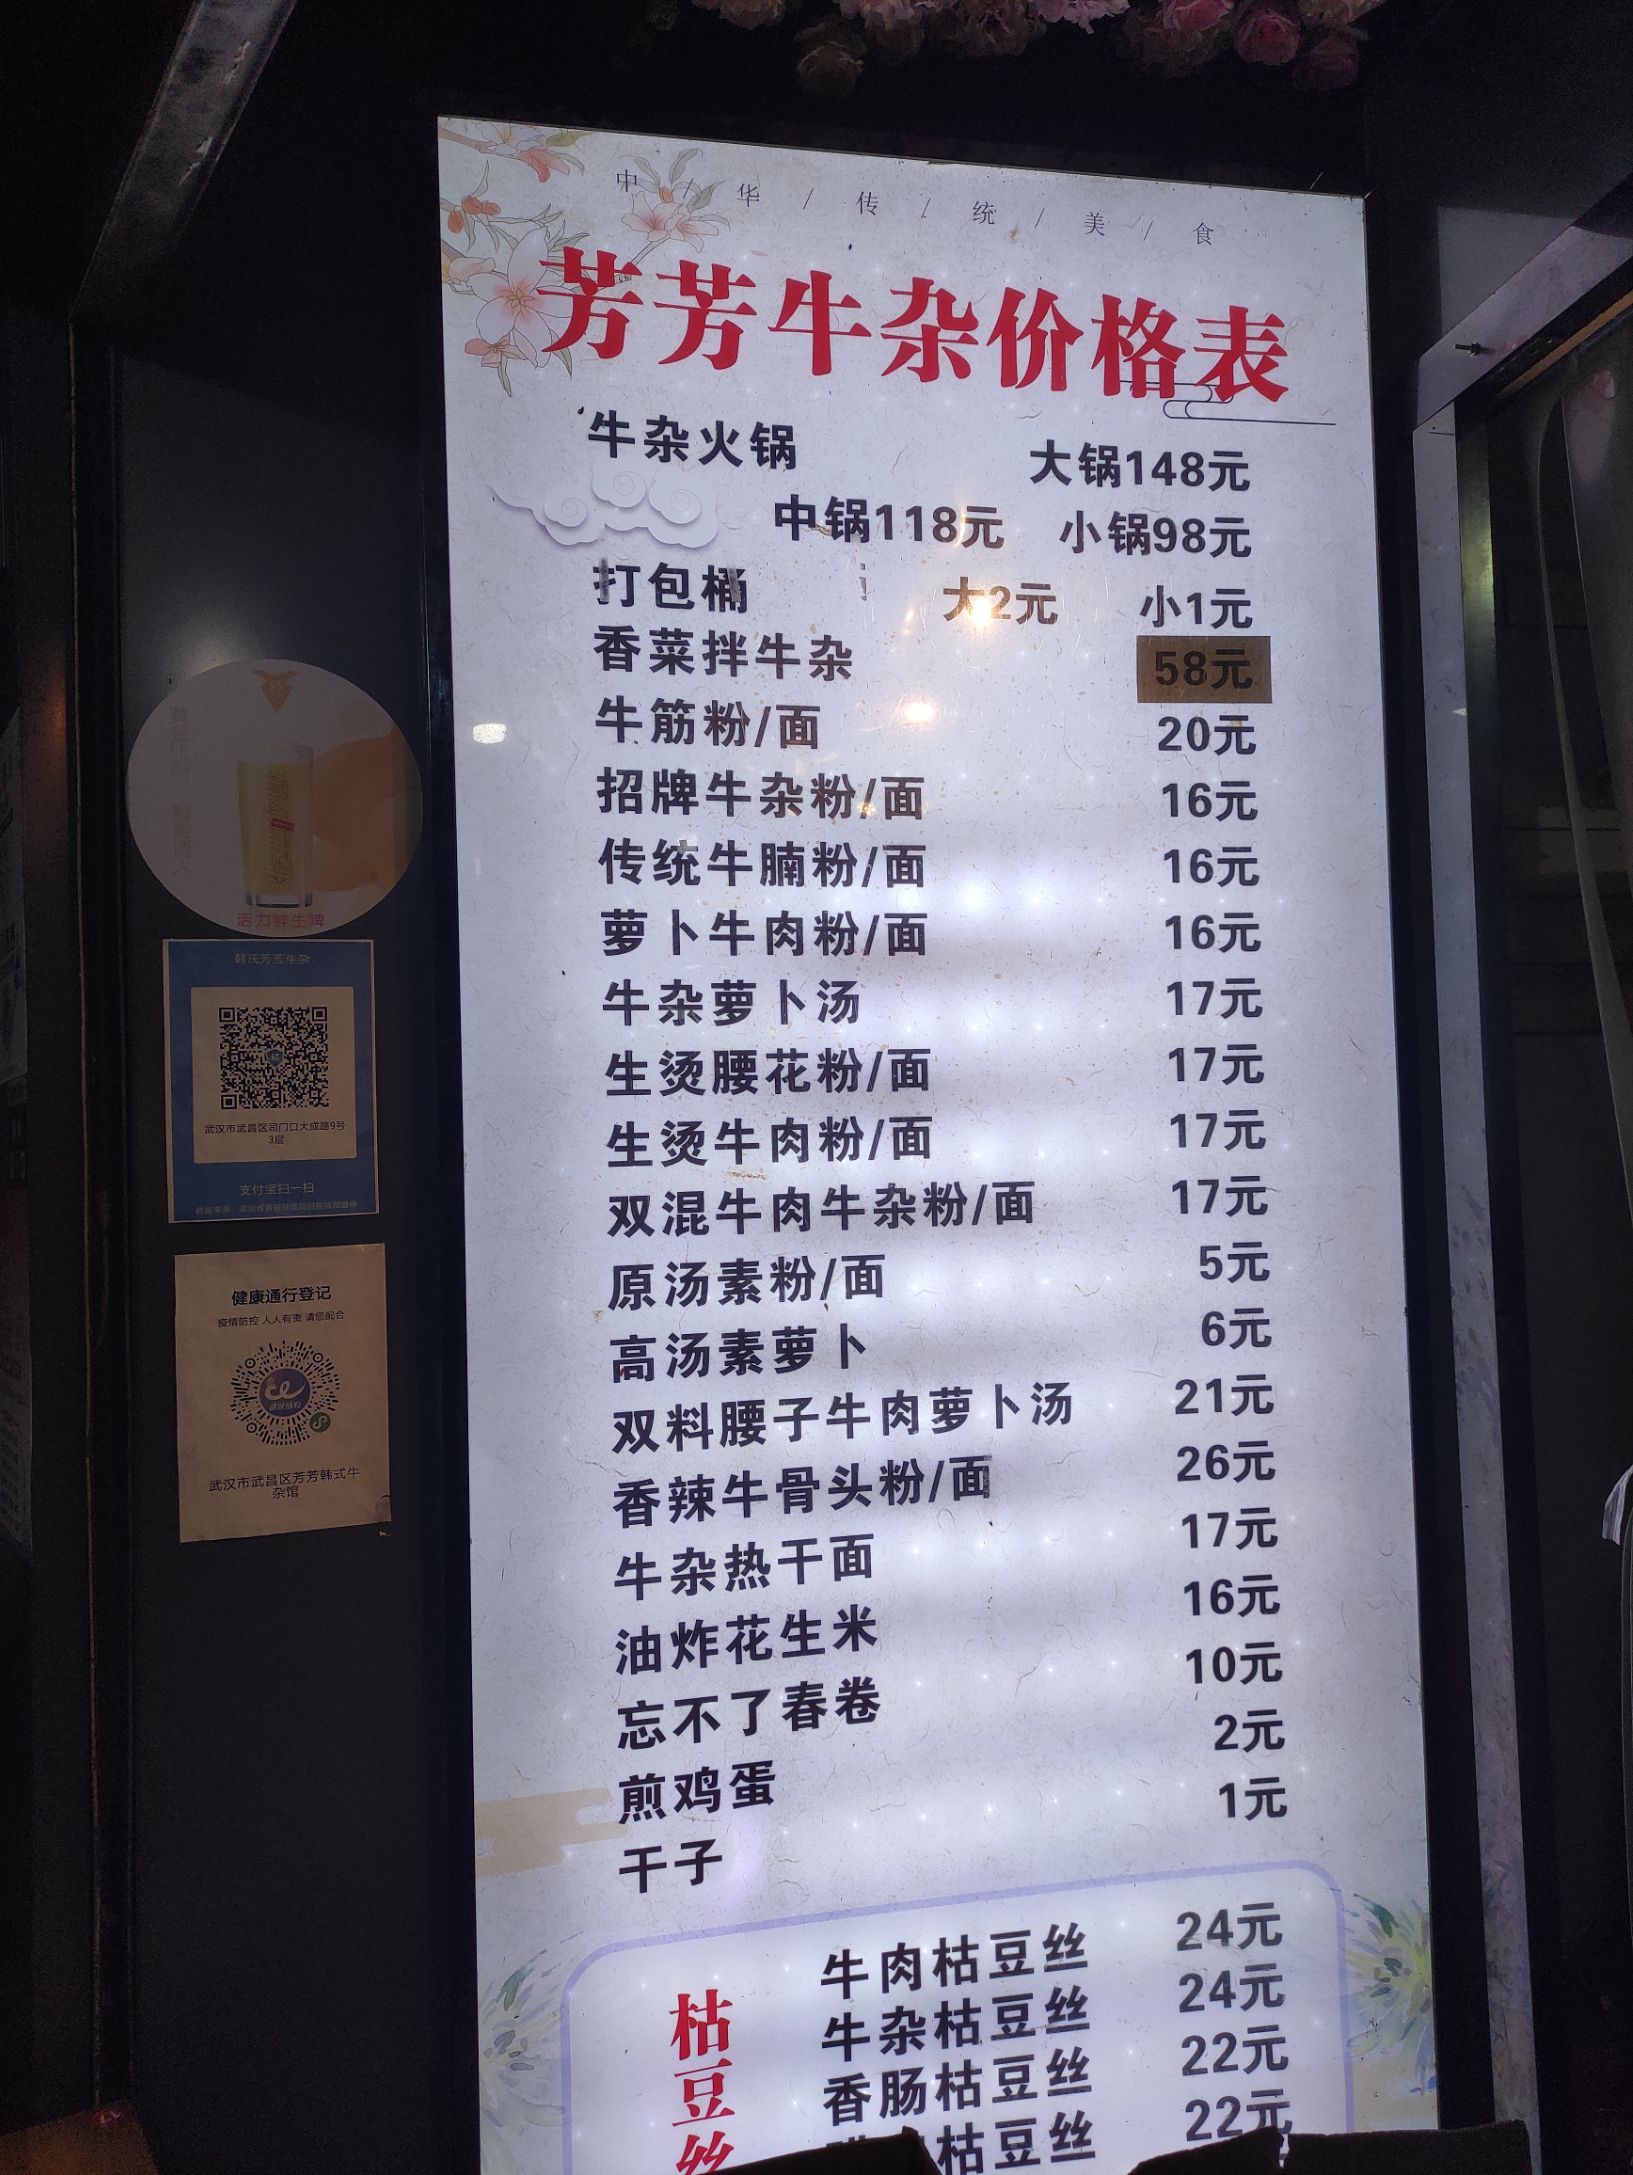 中/华/传/统/美/食
芳芳牛杂价格表
牛杂火锅 大锅148元
中锅118元 小锅98元
打包桶 大2元 小1元
香菜拌牛杂 58元
牛筋粉/面 20元
招牌牛杂粉/面 16元
传统牛腩粉/面 16元
萝卜牛肉粉/面 16元
牛杂萝卜汤 17元
生烫腰花粉/面 17元
生烫牛肉粉/面 17元
双混牛肉牛杂粉/面 17元
原汤素粉/面 5元
高汤素萝卜 6元
双料腰子牛肉萝卜汤 21元
香辣牛骨头粉/面 26元
牛杂热干面 17元
油炸花生米 16元
忘不了春卷 10元
煎鸡蛋 2元
干子 1元
枯豆丝
牛肉枯豆丝 24元
牛杂枯豆丝 24元
香肠枯豆丝 22元
枯豆丝 22元
活力鲜生啤
韩氏芳芳牛杂
武汉市武昌区司门口大成路9号
3层
支付宝扫一扫
健康通行登记
疫情防控 人人有责 请您配合
武汉市武昌区芳芳韩式牛
杂馆